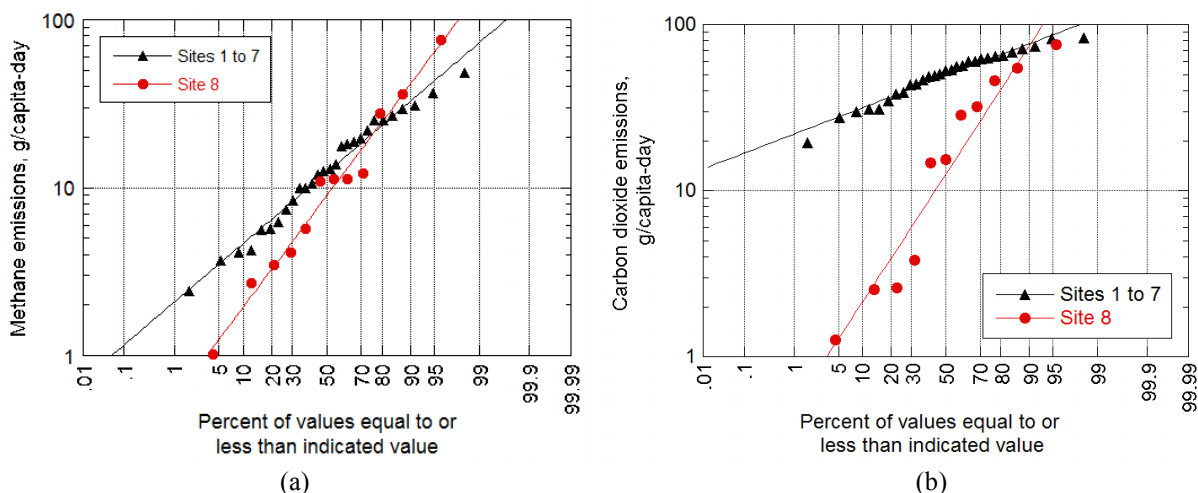 100
10
1
Methane emissions, g/capita-day
Sites 1 to 7
Site 8
.01 .1 1 5 10 20 30 50 70 80 90 95 99 99.9 99.99
Percent of values equal to or
less than indicated value
(a)
100
10
1
Carbon dioxide emissions,
g/capita-day
Sites 1 to 7
Site 8
.01 .1 1 5 10 20 30 50 70 80 90 95 99 99.9 99.99
Percent of values equal to or
less than indicated value
(b)